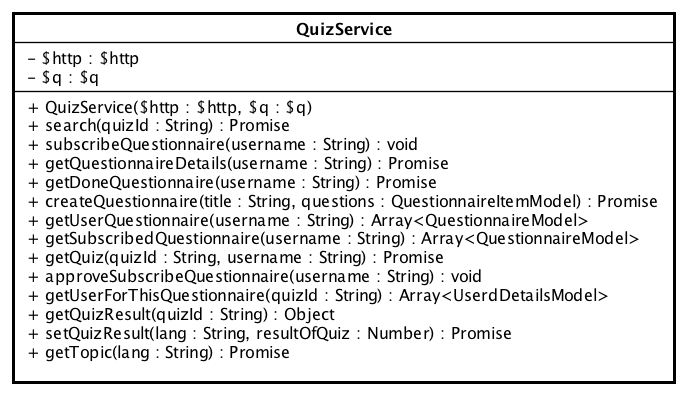 QuizService
- $http : $http
- $q : $q
+ QuizService($http : $http, $q : $q)
+ search(quizId : String) : Promise
+ subscribeQuestionnaire(username : String) : void
+ getQuestionnaireDetails(username : String) : Promise
+ getDoneQuestionnaire(username : String) : Promise
+ createQuestionnaire(title : String, questions : QuestionnaireItemModel) : Promise
+ getUserQuestionnaire(username : String) : Array<QuestionnaireModel>
+ getSubscribedQuestionnaire(username : String) : Array<QuestionnaireModel>
+ getQuiz(quizId : String, username : String) : Promise
+ approveSubscribeQuestionnaire(username : String) : void
+ getUserForThisQuestionnaire(quizId : String) : Array<UserdDetailsModel>
+ getQuizResult(quizId : String) : Object
+ setQuizResult(lang : String, resultOfQuiz : Number) : Promise
+ getTopic(lang : String) : Promise